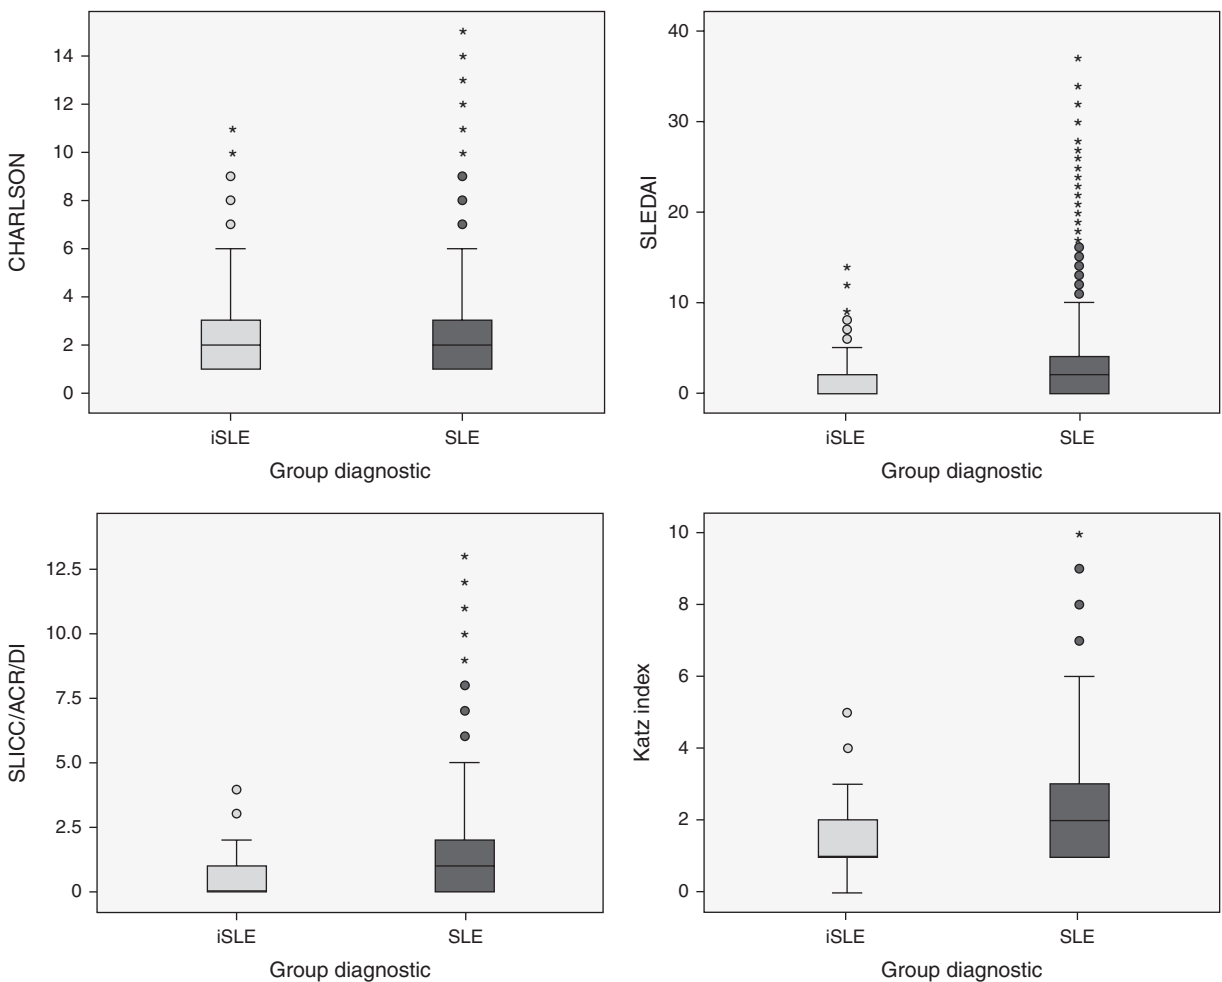 CHARLSON
14
12
10
8
6
4
2
0
iSLE SLE
Group diagnostic
SLEDAI
40
30
20
10
0
iSLE SLE
Group diagnostic
SLICC/ACR/DI
12.5
10.0
7.5
5.0
2.5
0
iSLE SLE
Group diagnostic
Katz index
10
8
6
4
2
0
iSLE SLE
Group diagnostic